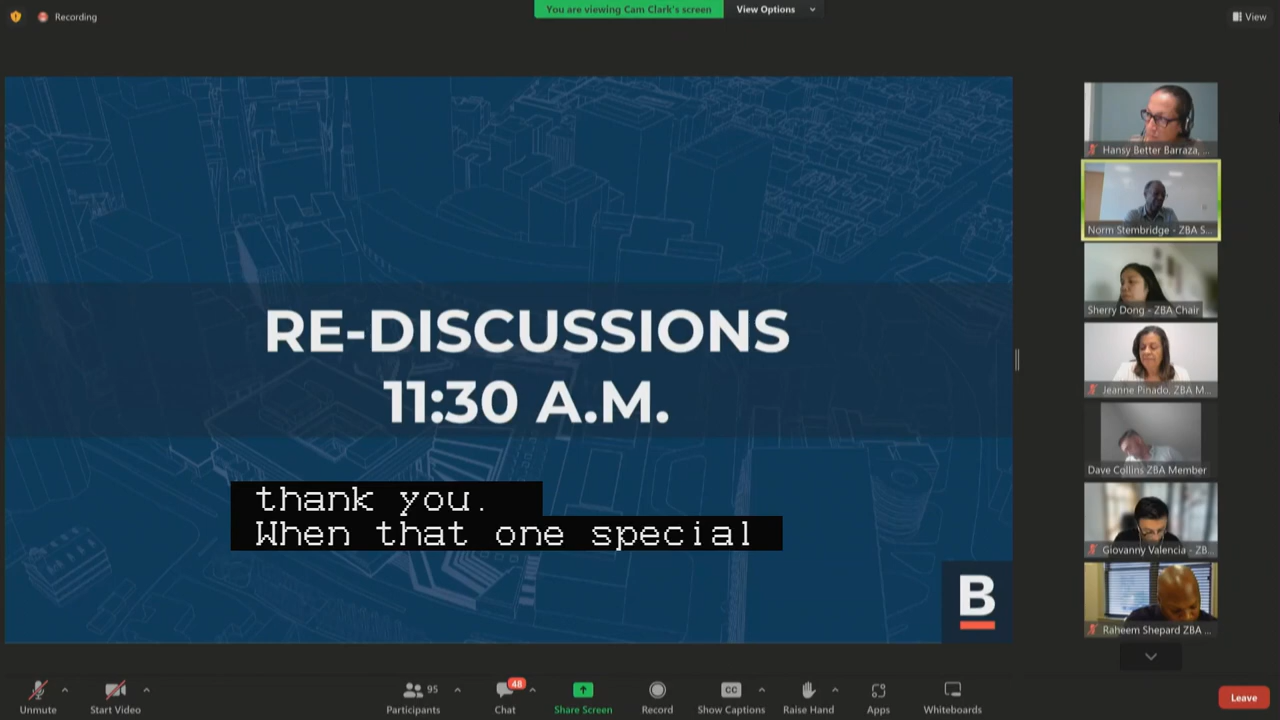 Recording
You are viewing Cam Clark's screen
View Options
View
RE-DISCUSSIONS
11:30 A.M.
thank you.
When that one special
B
Hansy Better Barraza, ...
Norm Stembridge - ZBA S...
Sherry Dong - ZBA Chair
Jeanne Pinado, ZBA M...
Dave Collins ZBA Member
Giovanny Valencia - ZB...
Raheem Shepard ZBA ...
Unmute
Start Video
95
Participants
48
Chat
Share Screen
Record
CC
Show Captions
Raise Hand
Apps
Whiteboards
Leave